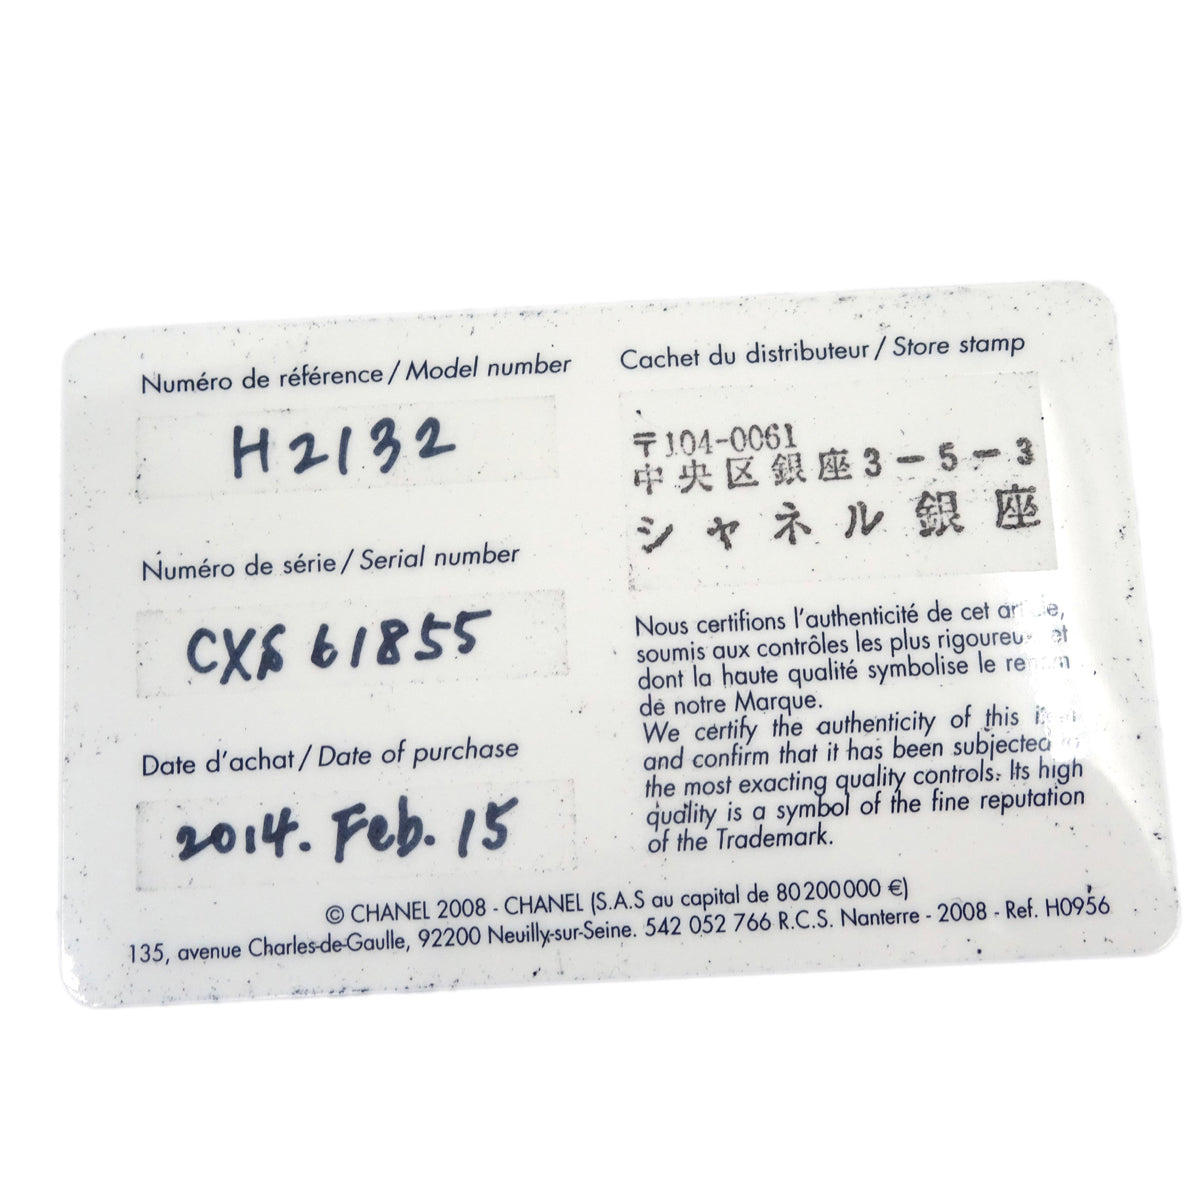 Numéro de référence / Model number
H2132
Numéro de série / Serial number
61855
Date d'achat / Date of purchase
2014. Feb. 15
Cachet du distributeur / Store stamp
〒104-0061
中央区銀座3-5-3
シャネル銀座
Nous certifions l'authenticité de cet
soumis aux contrôles les plus et
dont la haute qualité symbolise le
de notre Marque.
We certify the authenticity of this
and confirm that it has been subjected
the most exacting quality controls. Its high
quality is a symbol of the fine reputation
of the Trademark.
© CHANEL 2008 - CHANEL (S.A.S au capital de 80 200 000 €)
135, avenue Charles-de-Gaulle, 92200 Neuilly-sur-Seine. 542 052 766 R.C.S. Nanterre - 2008 - Ref. H0956